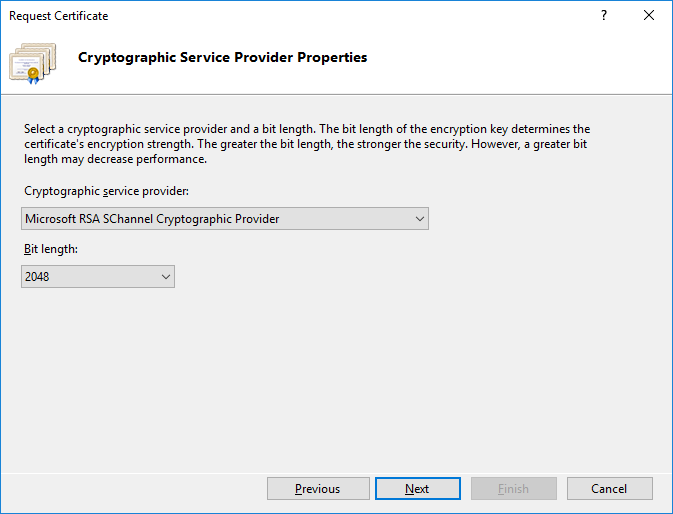 Request Certificate
?
Cryptographic Service Provider Properties
Select a cryptographic service provider and a bit length. The bit length of the encryption key determines the
certificate's encryption strength. The greater the bit length, the stronger the security. However, a greater bit
length may decrease performance.
Cryptographic service provider:
Microsoft RSA SChannel Cryptographic Provider
Bit length:
2048
Previous Next Finish Cancel